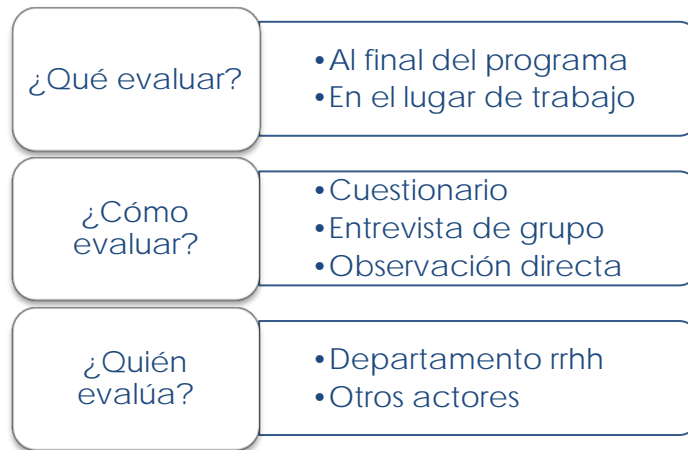 ¿Qué evaluar?
•Al final del programa
•En el lugar de trabajo
¿Cómo
evaluar?
•Cuestionario
•Entrevista de grupo
•Observación directa
¿Quién
evalúa?
•Departamento rrhh
•Otros actores